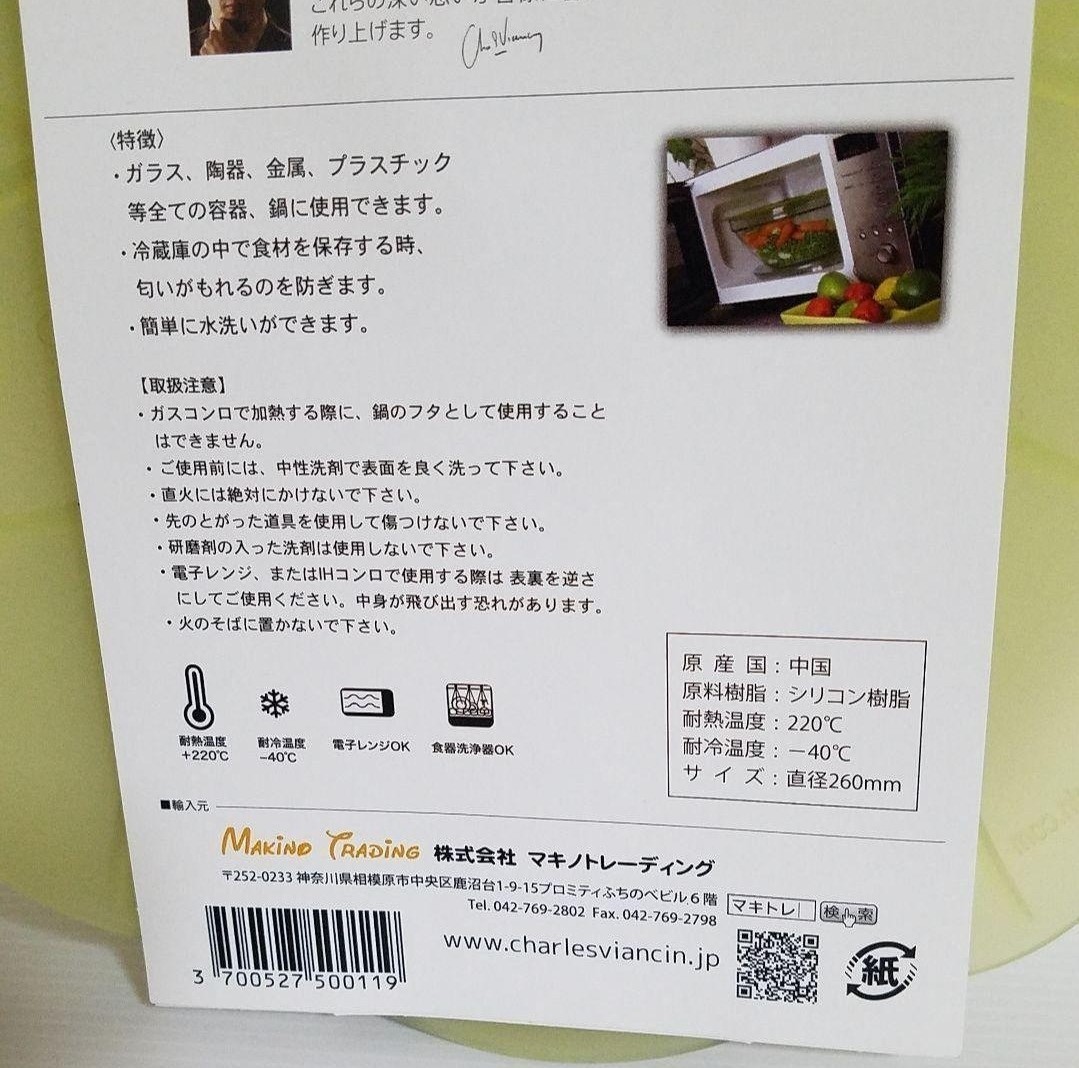 作り上げます。
〈特徴〉
・ガラス、陶器、金属、プラスチック
等全ての容器、鍋に使用できます。
・冷蔵庫の中で食材を保存する時、
匂いがもれるのを防ぎます。
・簡単に水洗いができます。
【取扱注意】
・ガスコンロで加熱する際に、鍋のフタとして使用すること
はできません。
・ご使用前には、中性洗剤で表面を良く洗って下さい。
・直火には絶対にかけないで下さい。
・先のとがった道具を使用して傷つけないで下さい。
・研磨剤の入った洗剤は使用しないで下さい。
・電子レンジ、またはIHコンロで使用する際は 表裏を逆さ
にしてご使用ください。中身が飛び出す恐れがあります。
・火のそばに置かないで下さい。
耐熱温度
+220℃
耐冷温度
−40℃
電子レンジOK
食器洗浄器OK
原産国：中国
原料樹脂：シリコン樹脂
耐熱温度：220℃
耐冷温度：−40℃
サイズ：直径260mm
■輸入元
MAKINO TRADING 株式会社 マキノトレーディング
〒252-0233 神奈川県相模原市中央区鹿沼台1-9-15プロミティふちのべビル６階
Tel. 042-769-2802 Fax. 042-769-2798
マキトレ 検索
www.charlesviancin.jp
3 700527 500119
紙